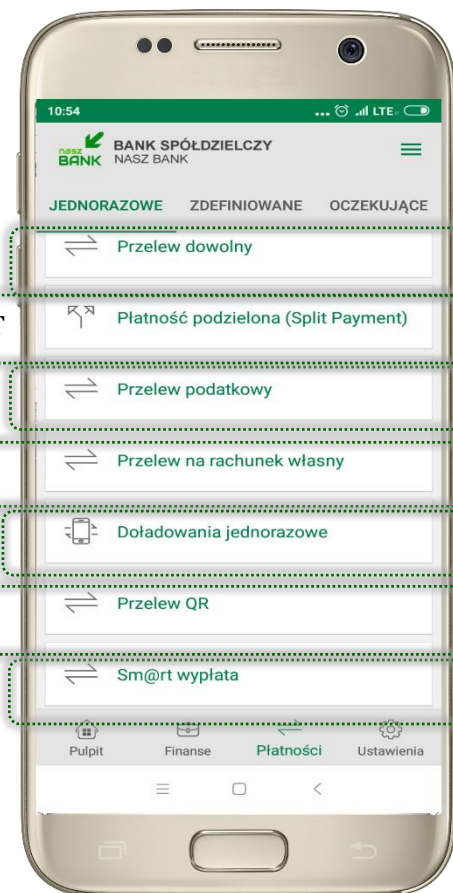 10:54
... LTE
nasz BANK
BANK SPÓŁDZIELCZY
NASZ BANK
JEDNORAZOWE ZDEFINIOWANE OCZEKUJĄCE
Przelew dowolny
T
Płatność podzielona (Split Payment)
Przelew podatkowy
Przelew na rachunek własny
Doładowania jednorazowe
Przelew QR
Sm@rt wypłata
Pulpit Finanse Płatności Ustawienia